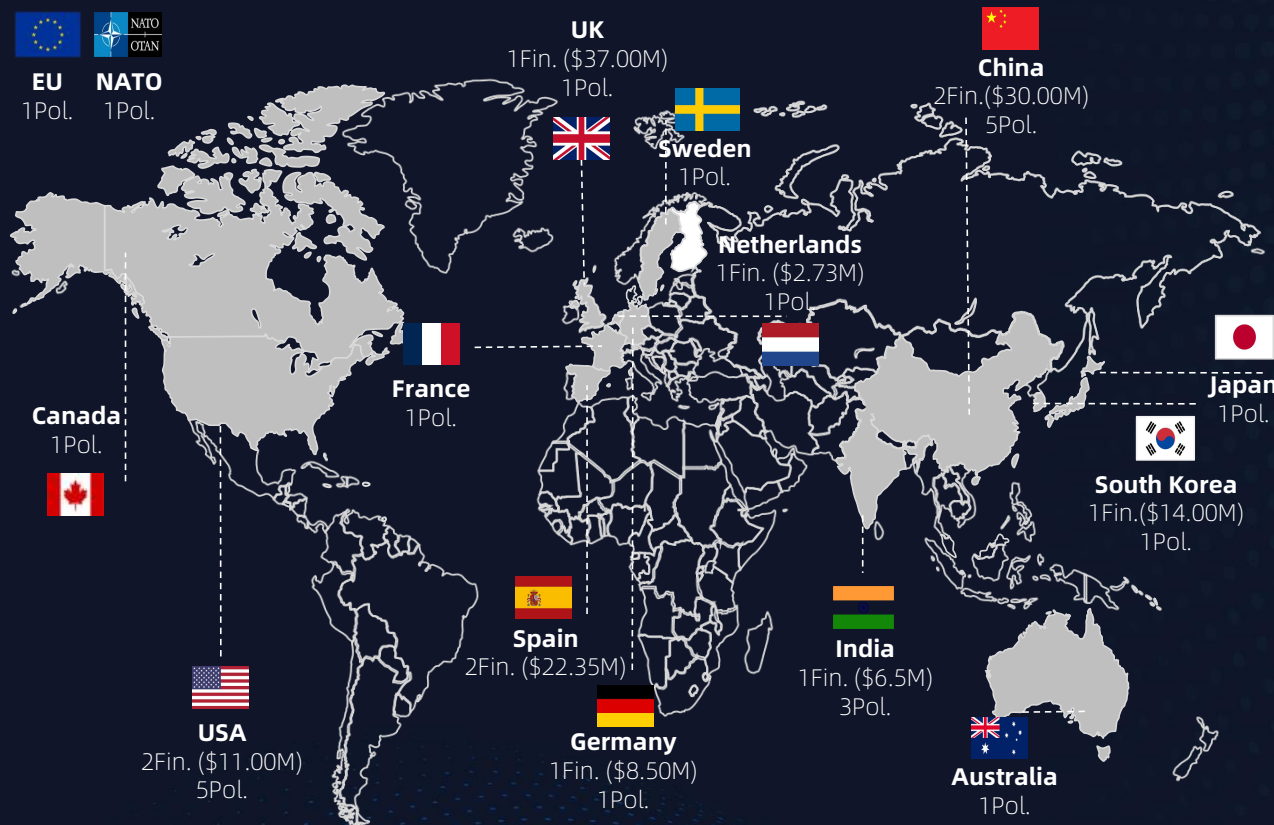 NATO
OTAN
EU
1Pol.
NATO
1Pol.
UK
1Fin. ($37.00M)
1Pol.
Sweden
1Pol.
China
2Fin.($30.00M)
5Pol.
Netherlands
1Fin. ($2.73M)
1Pol.
France
1Pol.
Canada
1Pol.
Japan
1Pol.
South Korea
1Fin.($14.00M)
1Pol.
Spain
2Fin. ($22.35M)
India
1Fin. ($6.5M)
3Pol.
USA
2Fin. ($11.00M)
5Pol.
Germany
1Fin. ($8.50M)
1Pol.
Australia
1Pol.